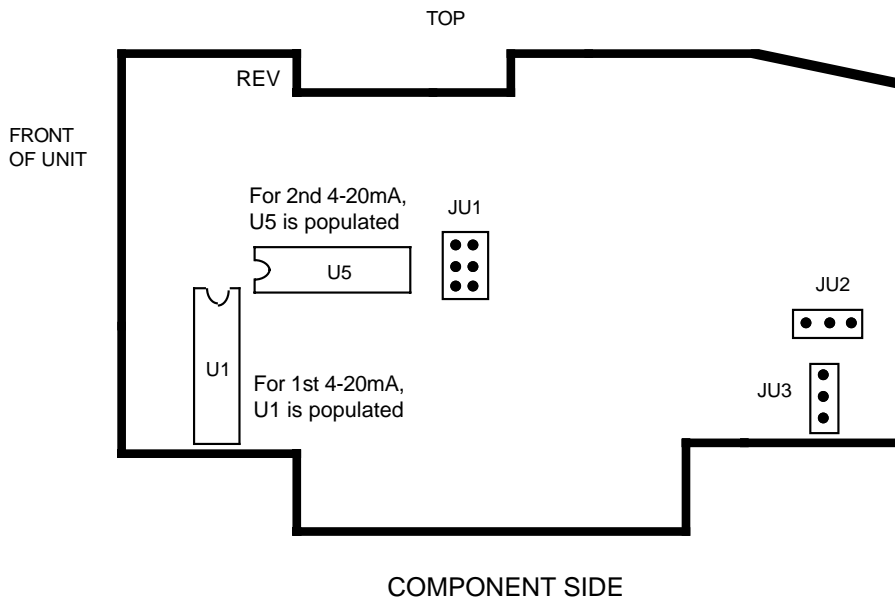 TOP
REV
FRONT
OF UNIT
For 2nd 4-20mA,
U5 is populated
JU1
U5
JU2
U1
For 1st 4-20mA,
U1 is populated
JU3
COMPONENT SIDE